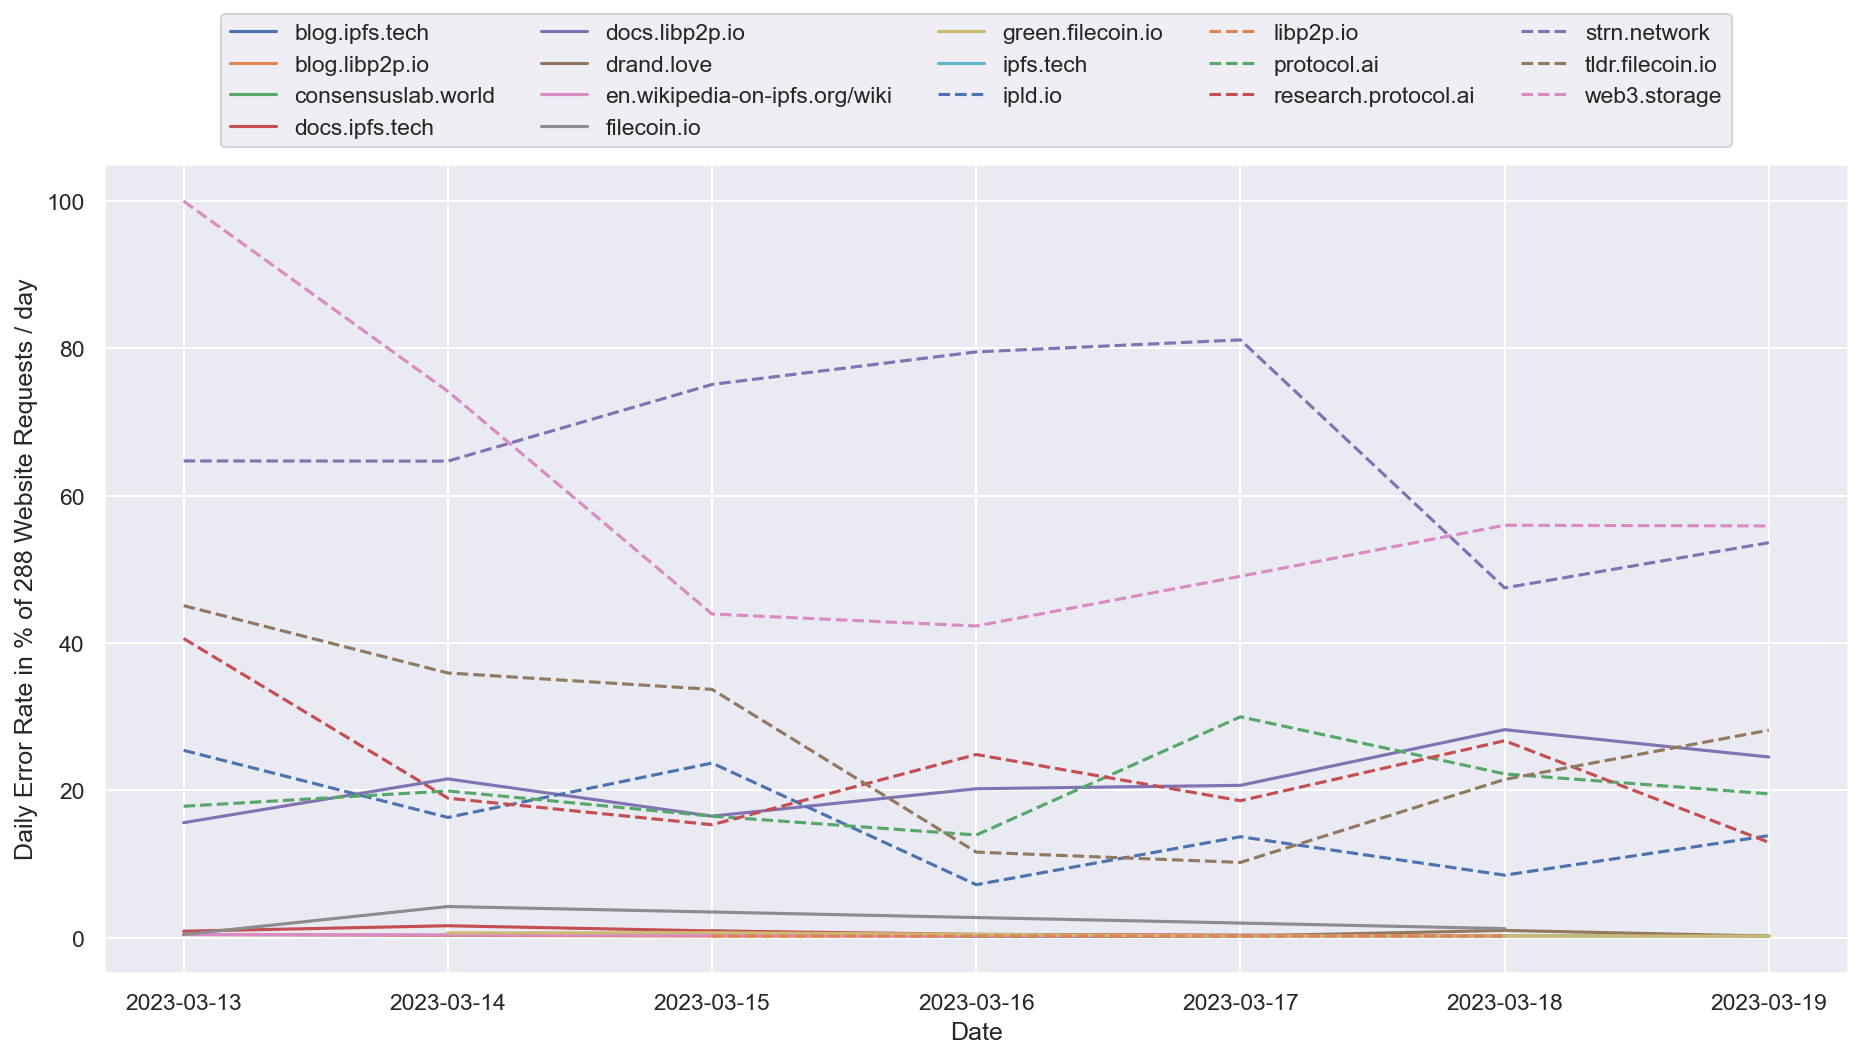 blog.ipfs.tech
blog.libp2p.io
consensuslab.world
docs.ipfs.tech
docs.libp2p.io
drand.love
en.wikipedia-on-ipfs.org/wiki
filecoin.io
green.filecoin.io
ipfs.tech
ipld.io
libp2p.io
protocol.ai
research.protocol.ai
strn.network
tldr.filecoin.io
web3.storage
Daily Error Rate in % of 288 Website Requests / day
100
80
60
40
20
0
2023-03-13
2023-03-14
2023-03-15
2023-03-16
2023-03-17
2023-03-18
2023-03-19
Date